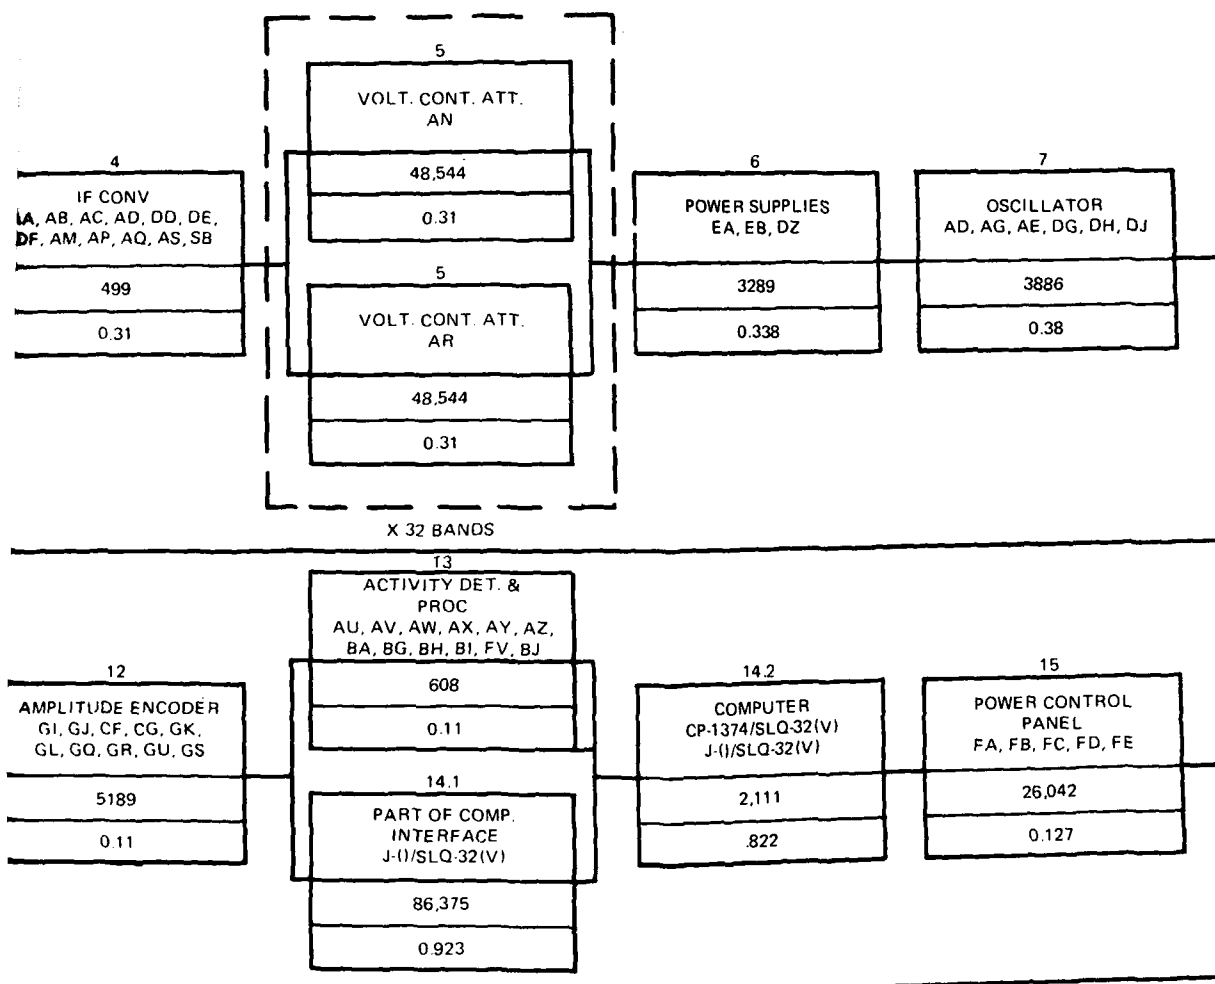 5
VOLT. CONT. ATT.
AN
48,544
0.31
4
IF CONV
AA, AB, AC, AD, DD, DE,
DF, AM, AP, AQ, AS, SB
499
0.31
5
VOLT. CONT. ATT.
AR
48,544
0.31
6
POWER SUPPLIES
EA, EB, DZ
3289
0.338
7
OSCILLATOR
AD, AG, AE, DG, DH, DJ
3886
0.38
X 32 BANDS
13
ACTIVITY DET. &
PROC
AU, AV, AW, AX, AY, AZ,
BA, BG, BH, BI, FV, BJ
608
0.11
12
AMPLITUDE ENCODER
GI, GJ, CF, CG, GK,
GL, GQ, GR, GU, GS
5189
0.11
14.1
PART OF COMP.
INTERFACE
J-()/SLQ-32(V)
86,375
0.923
14.2
COMPUTER
CP-1374/SLQ-32(V)
J-()/SLQ-32(V)
2,111
.822
15
POWER CONTROL
PANEL
FA, FB, FC, FD, FE
26,042
0.127